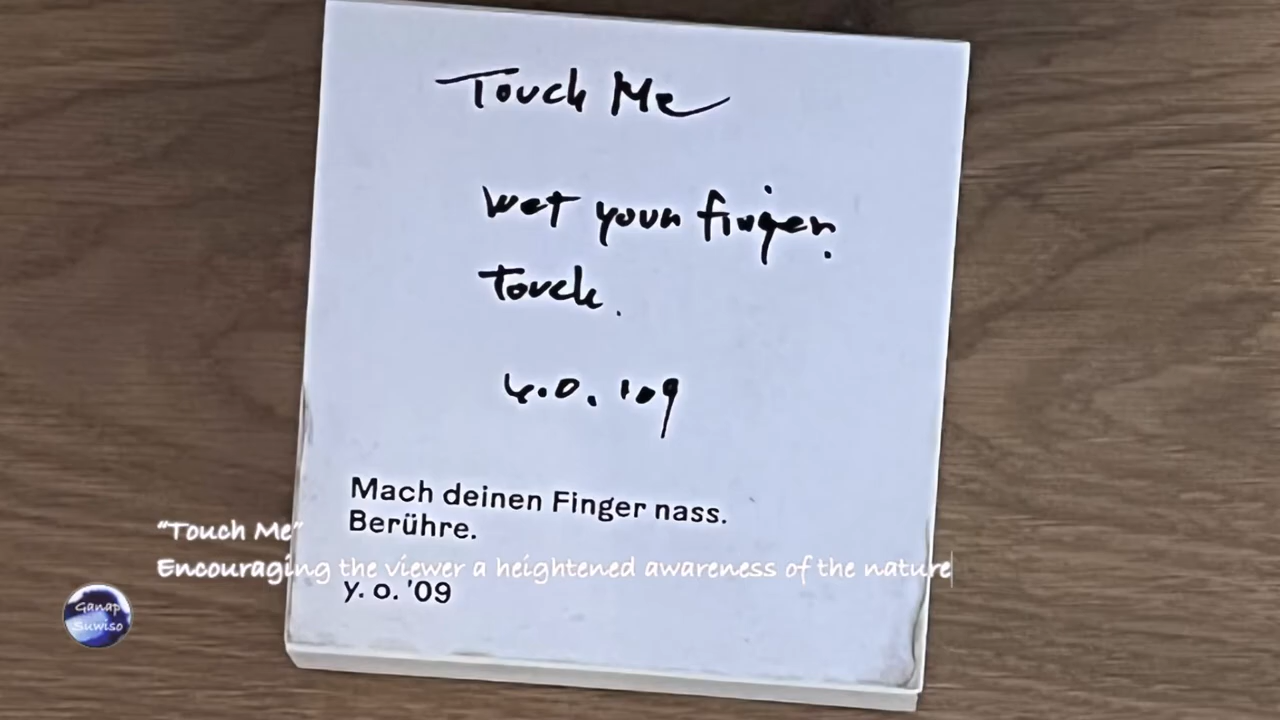 Touch Me
wet your finger.
Touch.
y.o. '09
Mach deinen Finger nass.
Berühre.
y. o. '09
“Touch Me”
Encouraging the viewer a heightened awareness of the nature
Ganap
Suwiso